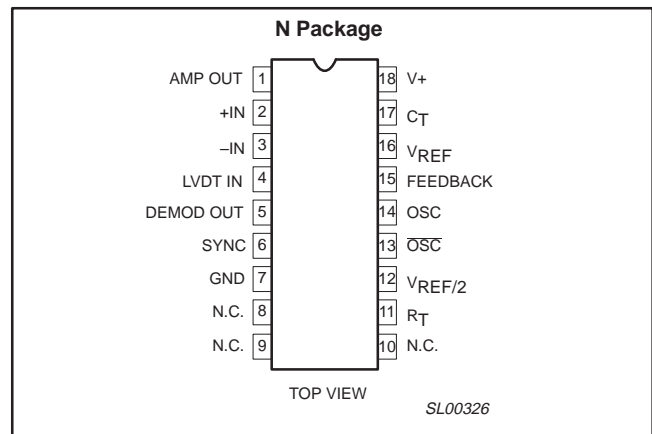 N Package
AMP OUT 1 18 V+
+IN 2 17 CT
–IN 3 16 VREF
LVDT IN 4 15 FEEDBACK
DEMOD OUT 5 14 OSC
SYNC 6 13 O̅S̅C̅
GND 7 12 VREF/2
N.C. 8 11 RT
N.C. 9 10 N.C.
TOP VIEW
SL00326